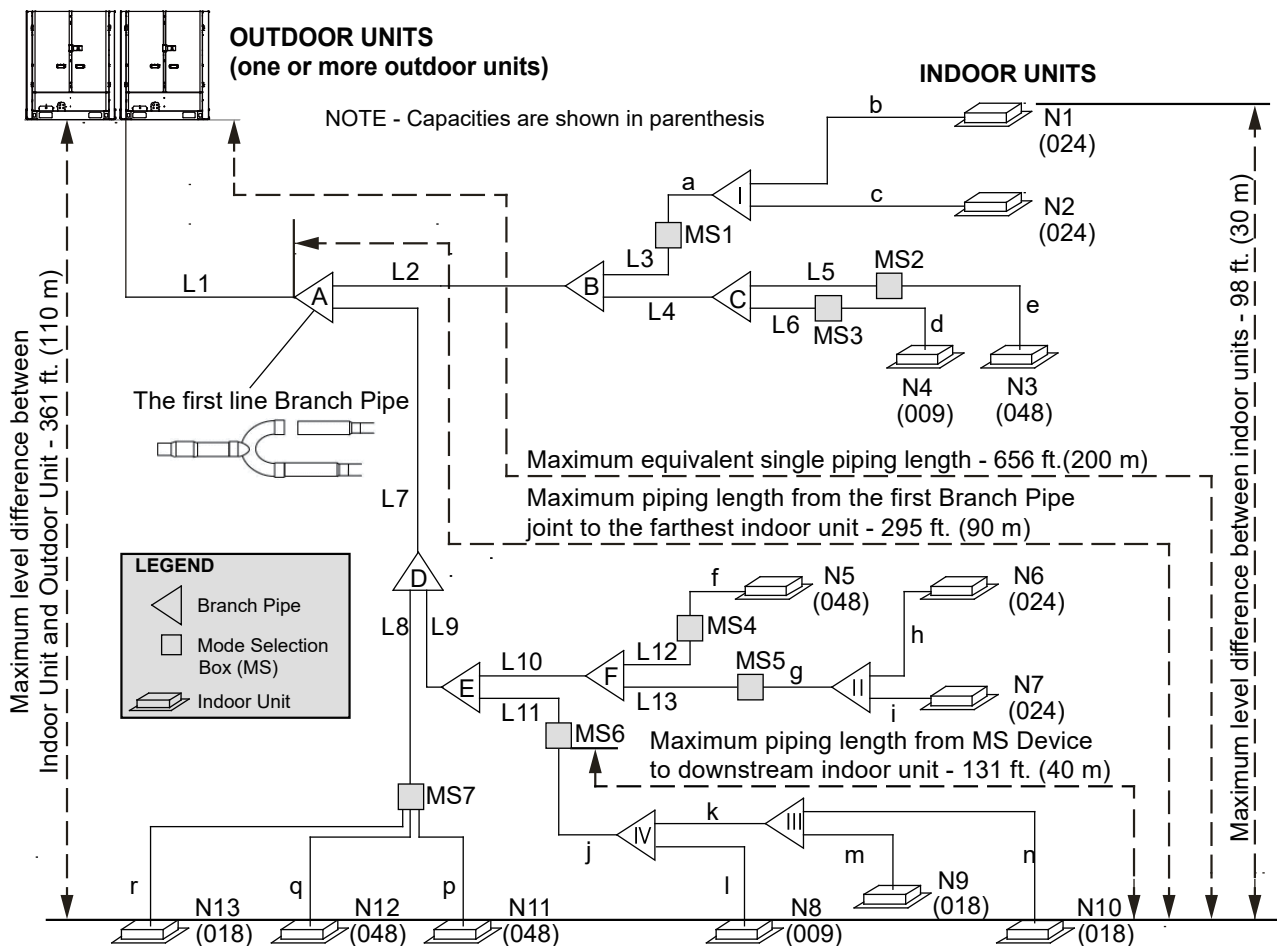 OUTDOOR UNITS
(one or more outdoor units)
INDOOR UNITS
NOTE - Capacities are shown in parenthesis
b
N1
(024)
a
I
c
N2
(024)
MS1
L3
L1
A
L2
B
L4
C
L5
MS2
L6
MS3
d
e
N4
(009)
N3
(048)
The first line Branch Pipe
Maximum level difference between
Indoor Unit and Outdoor Unit - 361 ft. (110 m)
Maximum level difference between indoor units - 98 ft. (30 m)
Maximum equivalent single piping length - 656 ft.(200 m)
Maximum piping length from the first Branch Pipe
joint to the farthest indoor unit - 295 ft. (90 m)
L7
LEGEND
Branch Pipe
Mode Selection
Box (MS)
Indoor Unit
D
L8
L9
f
N5
(048)
N6
(024)
MS4
h
L10
F
L12
MS5
g
II
L13
i
N7
(024)
E
L11
MS6
Maximum piping length from MS Device
to downstream indoor unit - 131 ft. (40 m)
MS7
k
III
IV
j
m
n
r
q
p
l
N9
(018)
N13
(018)
N12
(048)
N11
(048)
N8
(009)
N10
(018)